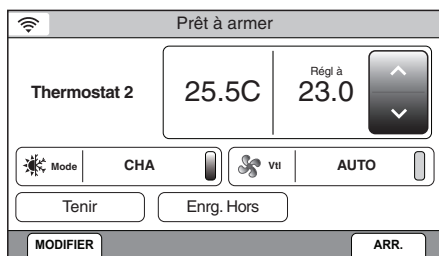 Prêt à armer
Thermostat 2
25.5C
Régl à
23.0
Mode
CHA
Vtl
AUTO
Tenir
Enrg. Hors
MODIFIER
ARR.